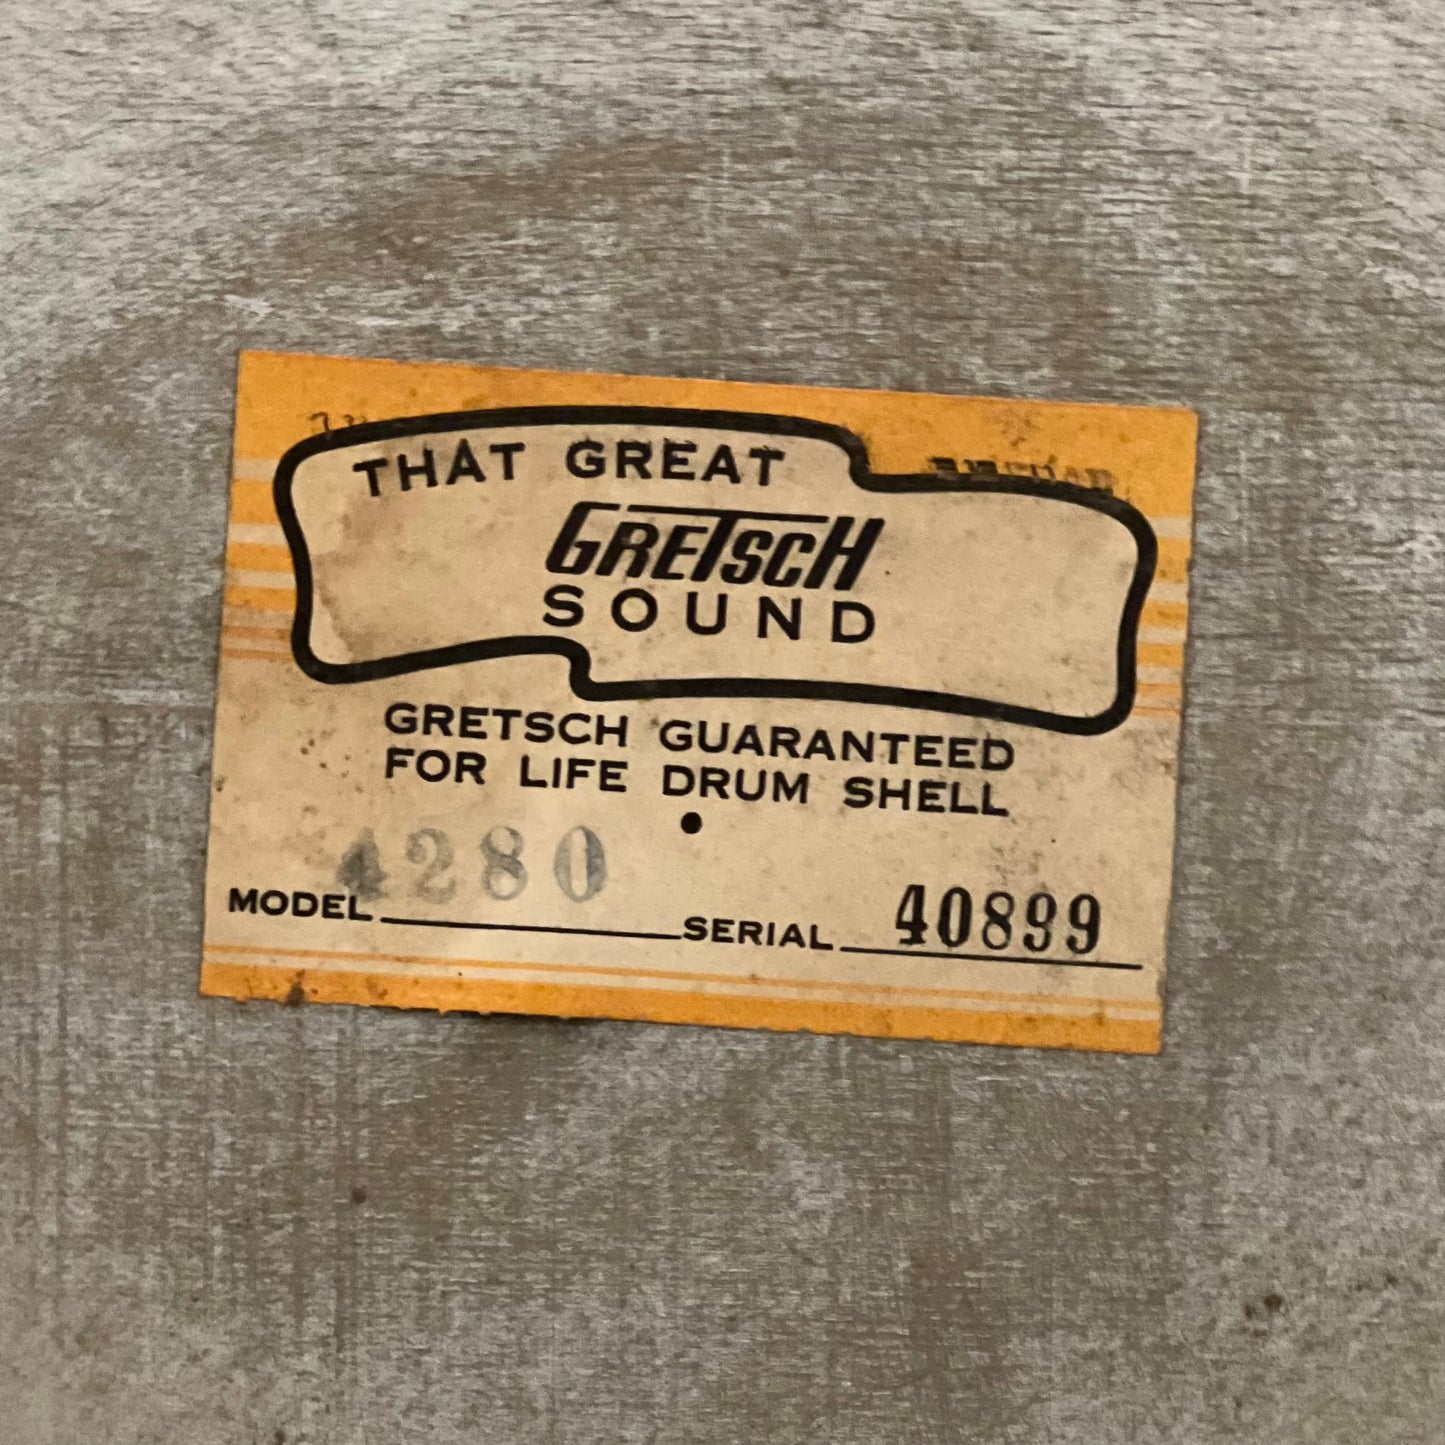 THAT GREAT
GRETSCH
SOUND
GRETSCH GUARANTEED
FOR LIFE DRUM SHELL
4280
MODEL SERIAL 40899